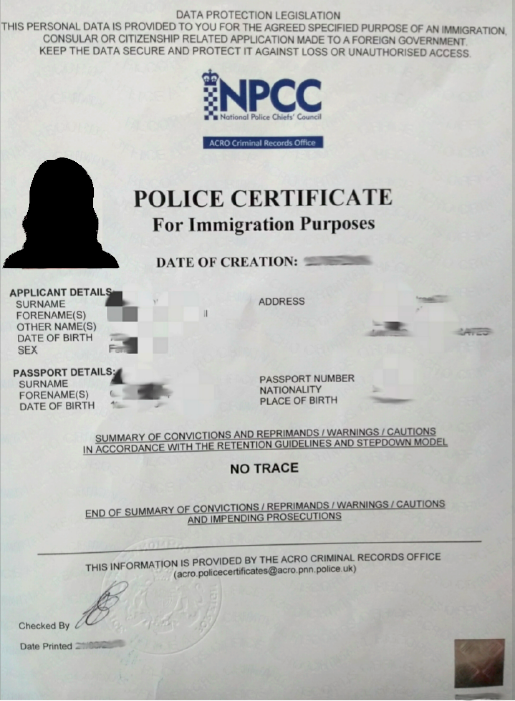 DATA PROTECTION LEGISLATION
THIS PERSONAL DATA IS PROVIDED TO YOU FOR THE AGREED SPECIFIED PURPOSE OF AN IMMIGRATION,
CONSULAR OR CITIZENSHIP RELATED APPLICATION MADE TO A FOREIGN GOVERNMENT.
KEEP THE DATA SECURE AND PROTECT IT AGAINST LOSS OR UNAUTHORISED ACCESS.
NPCC
National Police Chiefs' Council
ACRO Criminal Records Office
POLICE CERTIFICATE
For Immigration Purposes
DATE OF CREATION:
APPLICANT DETAILS:
SURNAME
FORENAME(S)
OTHER NAME(S)
DATE OF BIRTH
SEX
ADDRESS
PASSPORT DETAILS:
SURNAME
FORENAME(S)
DATE OF BIRTH
PASSPORT NUMBER
NATIONALITY
PLACE OF BIRTH
SUMMARY OF CONVICTIONS AND REPRIMANDS / WARNINGS / CAUTIONS
IN ACCORDANCE WITH THE RETENTION GUIDELINES AND STEPDOWN MODEL
NO TRACE
END OF SUMMARY OF CONVICTIONS / REPRIMANDS / WARNINGS / CAUTIONS
AND IMPENDING PROSECUTIONS
THIS INFORMATION IS PROVIDED BY THE ACRO CRIMINAL RECORDS OFFICE
(acro.policecertificates@acro.pnn.police.uk)
Checked By
Date Printed